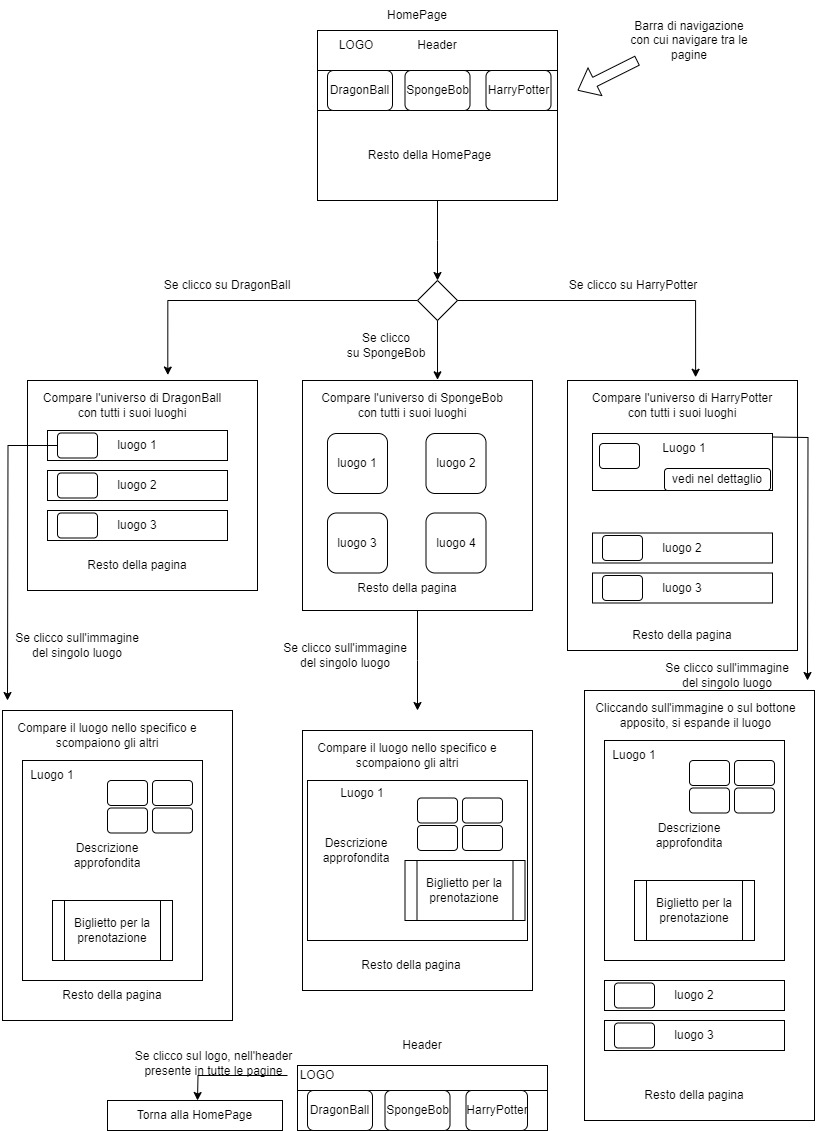 HomePage
Barra di navigazione
con cui navigare tra le
pagine
LOGO
Header
DragonBall
SpongeBob
HarryPotter
Resto della HomePage
Se clicco su DragonBall
Se clicco su HarryPotter
Se clicco
su SpongeBob
Compare l'universo di DragonBall
con tutti i suoi luoghi
luogo 1
luogo 2
luogo 3
Resto della pagina
Compare l'universo di SpongeBob
con tutti i suoi luoghi
luogo 1
luogo 2
luogo 3
luogo 4
Resto della pagina
Compare l'universo di HarryPotter
con tutti i suoi luoghi
Luogo 1
vedi nel dettaglio
luogo 2
luogo 3
Resto della pagina
Se clicco sull'immagine
del singolo luogo
Se clicco sull'immagine
del singolo luogo
Se clicco sull'immagine
del singolo luogo
Compare il luogo nello specifico e
scompaiono gli altri
Luogo 1
Descrizione
approfondita
Biglietto per la
prenotazione
Resto della pagina
Compare il luogo nello specifico e
scompaiono gli altri
Luogo 1
Descrizione
approfondita
Biglietto per la
prenotazione
Resto della pagina
Cliccando sull'immagine o sul bottone
apposito, si espande il luogo
Luogo 1
Descrizione
approfondita
Biglietto per la
prenotazione
luogo 2
luogo 3
Resto della pagina
Se clicco sul logo, nell'header
presente in tutte le pagine
Torna alla HomePage
Header
LOGO
DragonBall
SpongeBob
HarryPotter